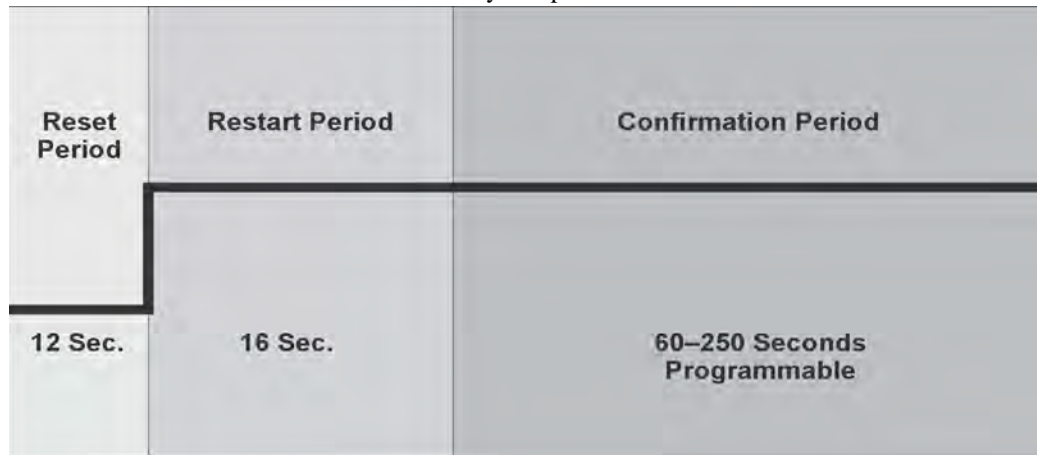 Reset
Period
Restart Period
Confirmation Period
12 Sec.
16 Sec.
60–250 Seconds
Programmable